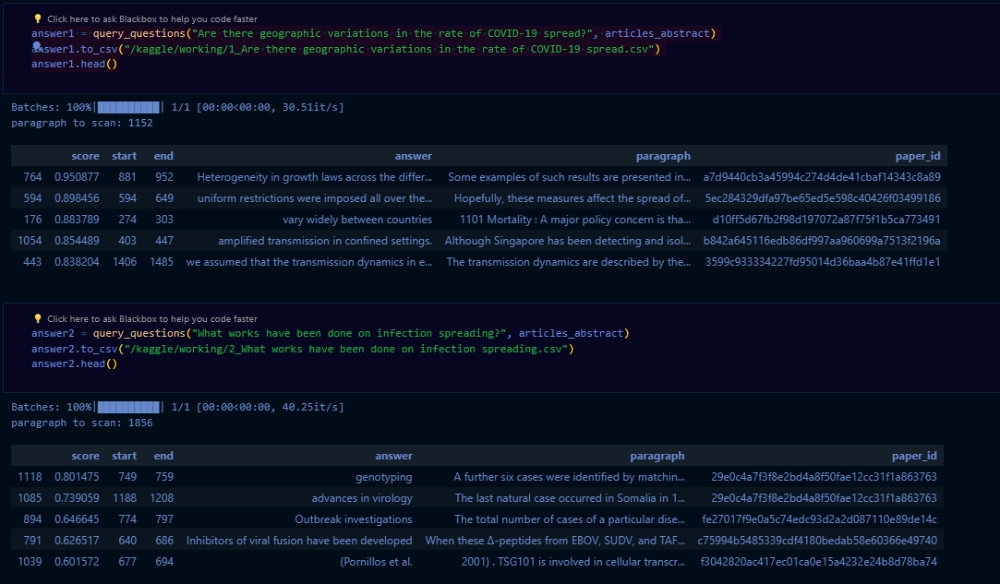 💡 Click here to ask Blackbox to help you code faster
answer1 = query_questions("Are there geographic variations in the rate of COVID-19 spread?", articles_abstract)
answer1.to_csv("/kaggle/working/1_Are there geographic variations in the rate of COVID-19 spread.csv")
answer1.head()
Batches: 100%|██████████| 1/1 [00:00<00:00, 30.51it/s]
paragraph to scan: 1152
score start end answer paragraph paper_id
764 0.950877 881 952 Heterogeneity in growth laws across the differ... Some examples of such results are presented in... a7d9440cb3a45994c274d4de41cbaf14343c8a89
594 0.898456 594 649 uniform restrictions were imposed all over the... Hopefully, these measures affect the spread of... 5ec284329dfa97be65ed5e598c40426f03499186
176 0.883789 274 303 vary widely between countries 1101 Mortality : A major policy concern is tha... d10ff5d67fb2f98d197072a87f75f1b5ca773491
1054 0.854489 403 447 amplified transmission in confined settings. Although Singapore has been detecting and isol... b842a645116edb86df997aa960699a7513f2196a
443 0.838204 1406 1485 we assumed that the transmission dynamics in e... The transmission dynamics are described by the... 3599c933334227fd95014d36baa4b87e41ffd1e1
💡 Click here to ask Blackbox to help you code faster
answer2 = query_questions("What works have been done on infection spreading?", articles_abstract)
answer2.to_csv("/kaggle/working/2_What works have been done on infection spreading.csv")
answer2.head()
Batches: 100%|██████████| 1/1 [00:00<00:00, 40.25it/s]
paragraph to scan: 1856
score start end answer paragraph paper_id
1118 0.801475 749 759 genotyping A further six cases were identified by matchin... 29e0c4a7f3f8e2bd4a8f50fae12cc31f1a863763
1085 0.739059 1188 1208 advances in virology The last natural case occurred in Somalia in 1... 29e0c4a7f3f8e2bd4a8f50fae12cc31f1a863763
894 0.646645 774 797 Outbreak investigations The total number of cases of a particular dise... fe27017f9e0a5c74edc93d2a2d087110e89de14c
791 0.626517 640 686 Inhibitors of viral fusion have been developed When these Δ-peptides from EBOV, SUDV, and TAF... c75994b5485339cdf4180bedab58e60366e49740
1039 0.601572 677 694 (Pornillos et al. 2001) . TSG101 is involved in cellular transcr... f3042820ac417ec01ca0e15a4232e24b8d78ba74